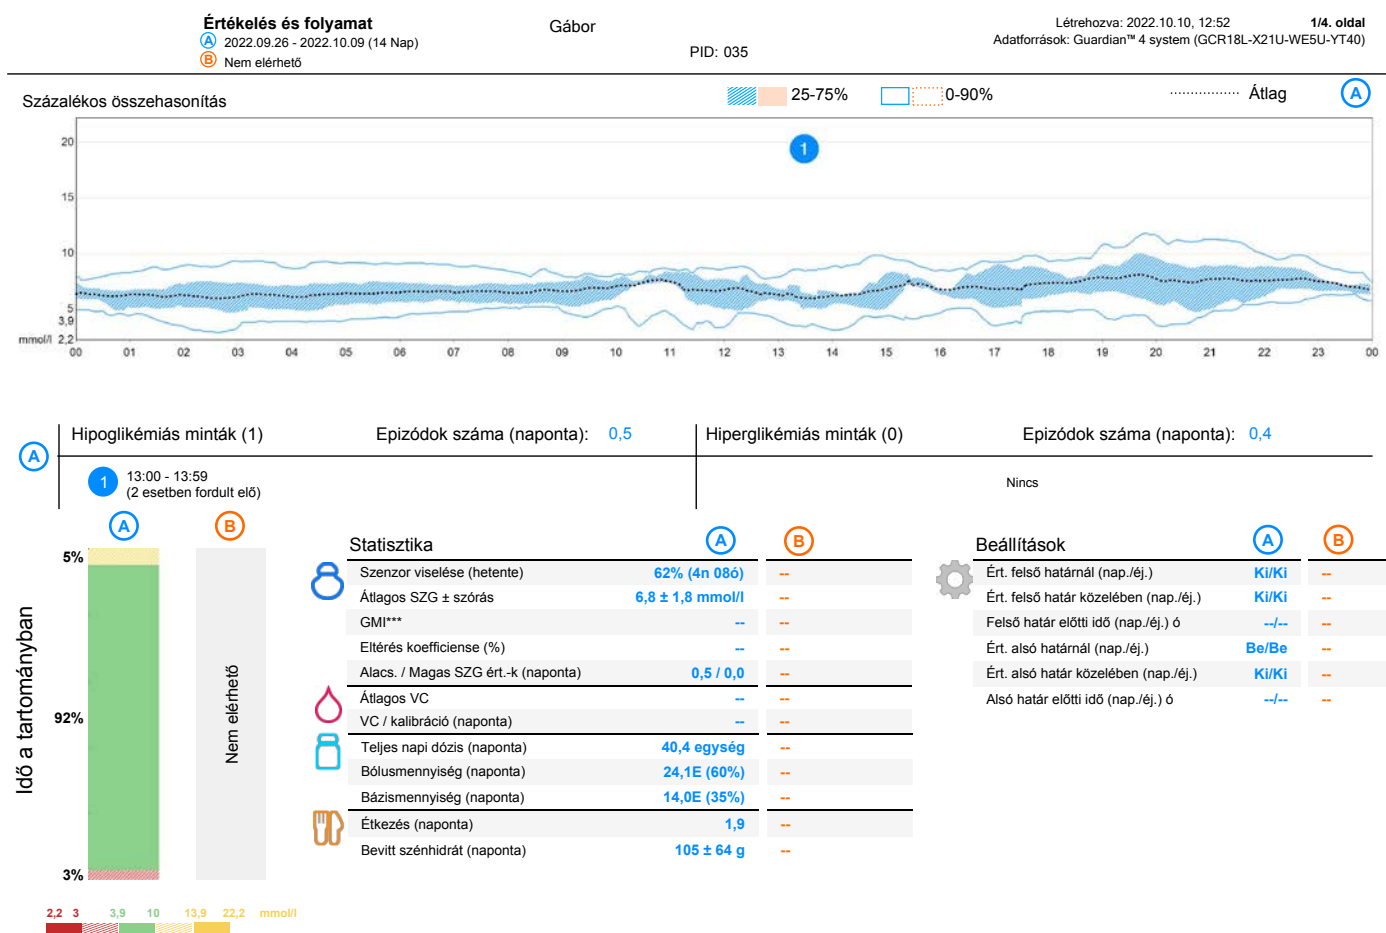 Értékelés és folyamat
A 2022.09.26 - 2022.10.09 (14 Nap)
B Nem elérhető
Gábor
PID: 035
Létrehozva: 2022.10.10, 12:52 1/4. oldal
Adatforrások: Guardian™ 4 system (GCR18L-X21U-WE5U-YT40)
Százalékos összehasonítás
25-75% 0-90% Átlag A
1
20
15
10
5
3,9
mmol/l 2,2
00 01 02 03 04 05 06 07 08 09 10 11 12 13 14 15 16 17 18 19 20 21 22 23 00
A
Hipoglikémiás minták (1) Epizódok száma (naponta): 0,5
1 13:00 - 13:59
(2 esetben fordult elő)
Hiperglikémiás minták (0) Epizódok száma (naponta): 0,4
Nincs
Idő a tartományban
A B
5%
92%
3%
Nem elérhető
2,2 3 3,9 10 13,9 22,2 mmol/l
Statisztika A B
Szenzor viselése (hetente) 62% (4n 08ó) --
Átlagos SZG ± szórás 6,8 ± 1,8 mmol/l --
GMI*** -- --
Eltérés koefficiense (%) -- --
Alacs. / Magas SZG ért.-k (naponta) 0,5 / 0,0 --
Átlagos VC -- --
VC / kalibráció (naponta) -- --
Teljes napi dózis (naponta) 40,4 egység --
Bólusmennyiség (naponta) 24,1E (60%) --
Bázismennyiség (naponta) 14,0E (35%) --
Étkezés (naponta) 1,9 --
Bevitt szénhidrát (naponta) 105 ± 64 g --
Beállítások A B
Ért. felső határnál (nap./éj.) Ki/Ki --
Ért. felső határ közelében (nap./éj.) Ki/Ki --
Felső határ előtti idő (nap./éj.) ó --/-- --
Ért. alsó határnál (nap./éj.) Be/Be --
Ért. alsó határ közelében (nap./éj.) Ki/Ki --
Alsó határ előtti idő (nap./éj.) ó --/-- --